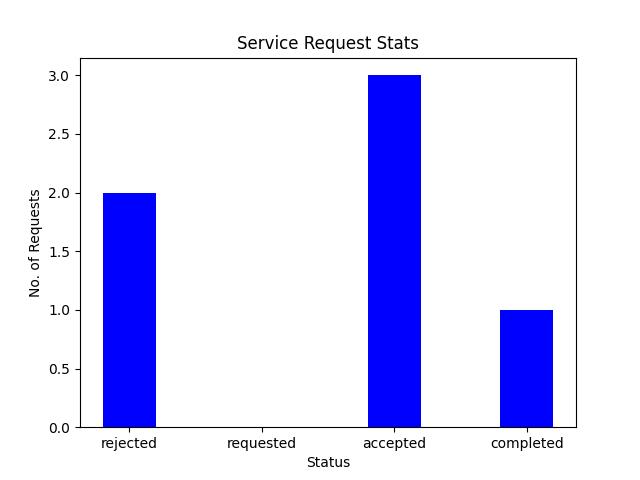 Service Request Stats
3.0
2.5
2.0
1.5
1.0
0.5
0.0
No. of Requests
rejected requested accepted completed
Status